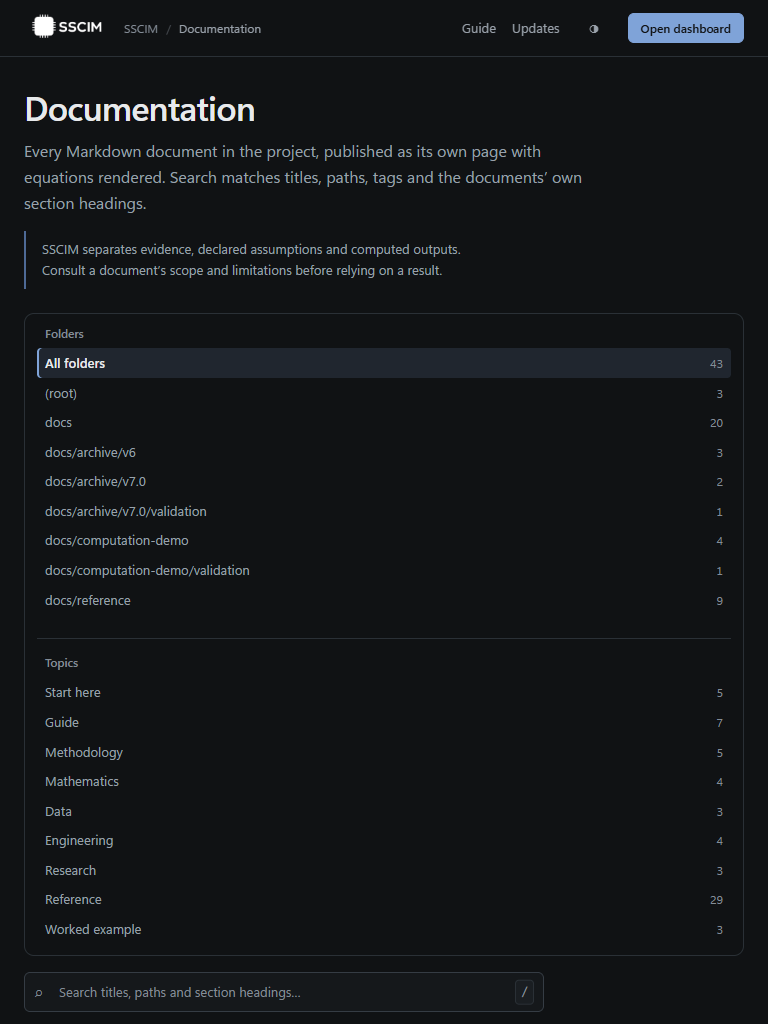 SSCIM SSCIM / Documentation Guide Updates Open dashboard
Documentation
Every Markdown document in the project, published as its own page with
equations rendered. Search matches titles, paths, tags and the documents’ own
section headings.
SSCIM separates evidence, declared assumptions and computed outputs.
Consult a document's scope and limitations before relying on a result.
Folders
All folders 43
(root) 3
docs 20
docs/archive/v6 3
docs/archive/v7.0 2
docs/archive/v7.0/validation 1
docs/computation-demo 4
docs/computation-demo/validation 1
docs/reference 9
Topics
Start here 5
Guide 7
Methodology 5
Mathematics 4
Data 3
Engineering 4
Research 3
Reference 29
Worked example 3
Search titles, paths and section headings... /